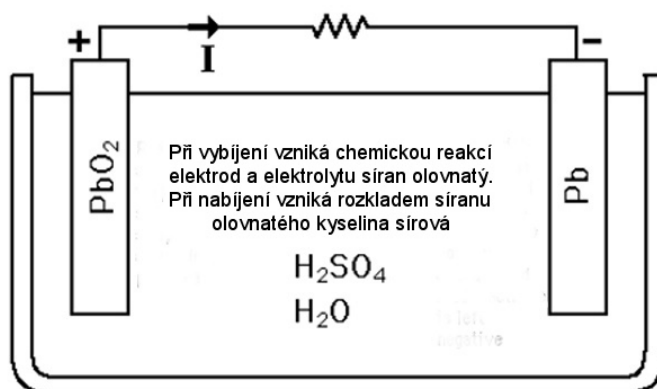 + I -
PbO₂
Při vybíjení vzniká chemickou reakcí
elektrod a elektrolytu síran olovnatý.
Při nabíjení vzniká rozkladem síranu
olovnatého kyselina sírová
Pb
H₂SO₄
H₂O
negative